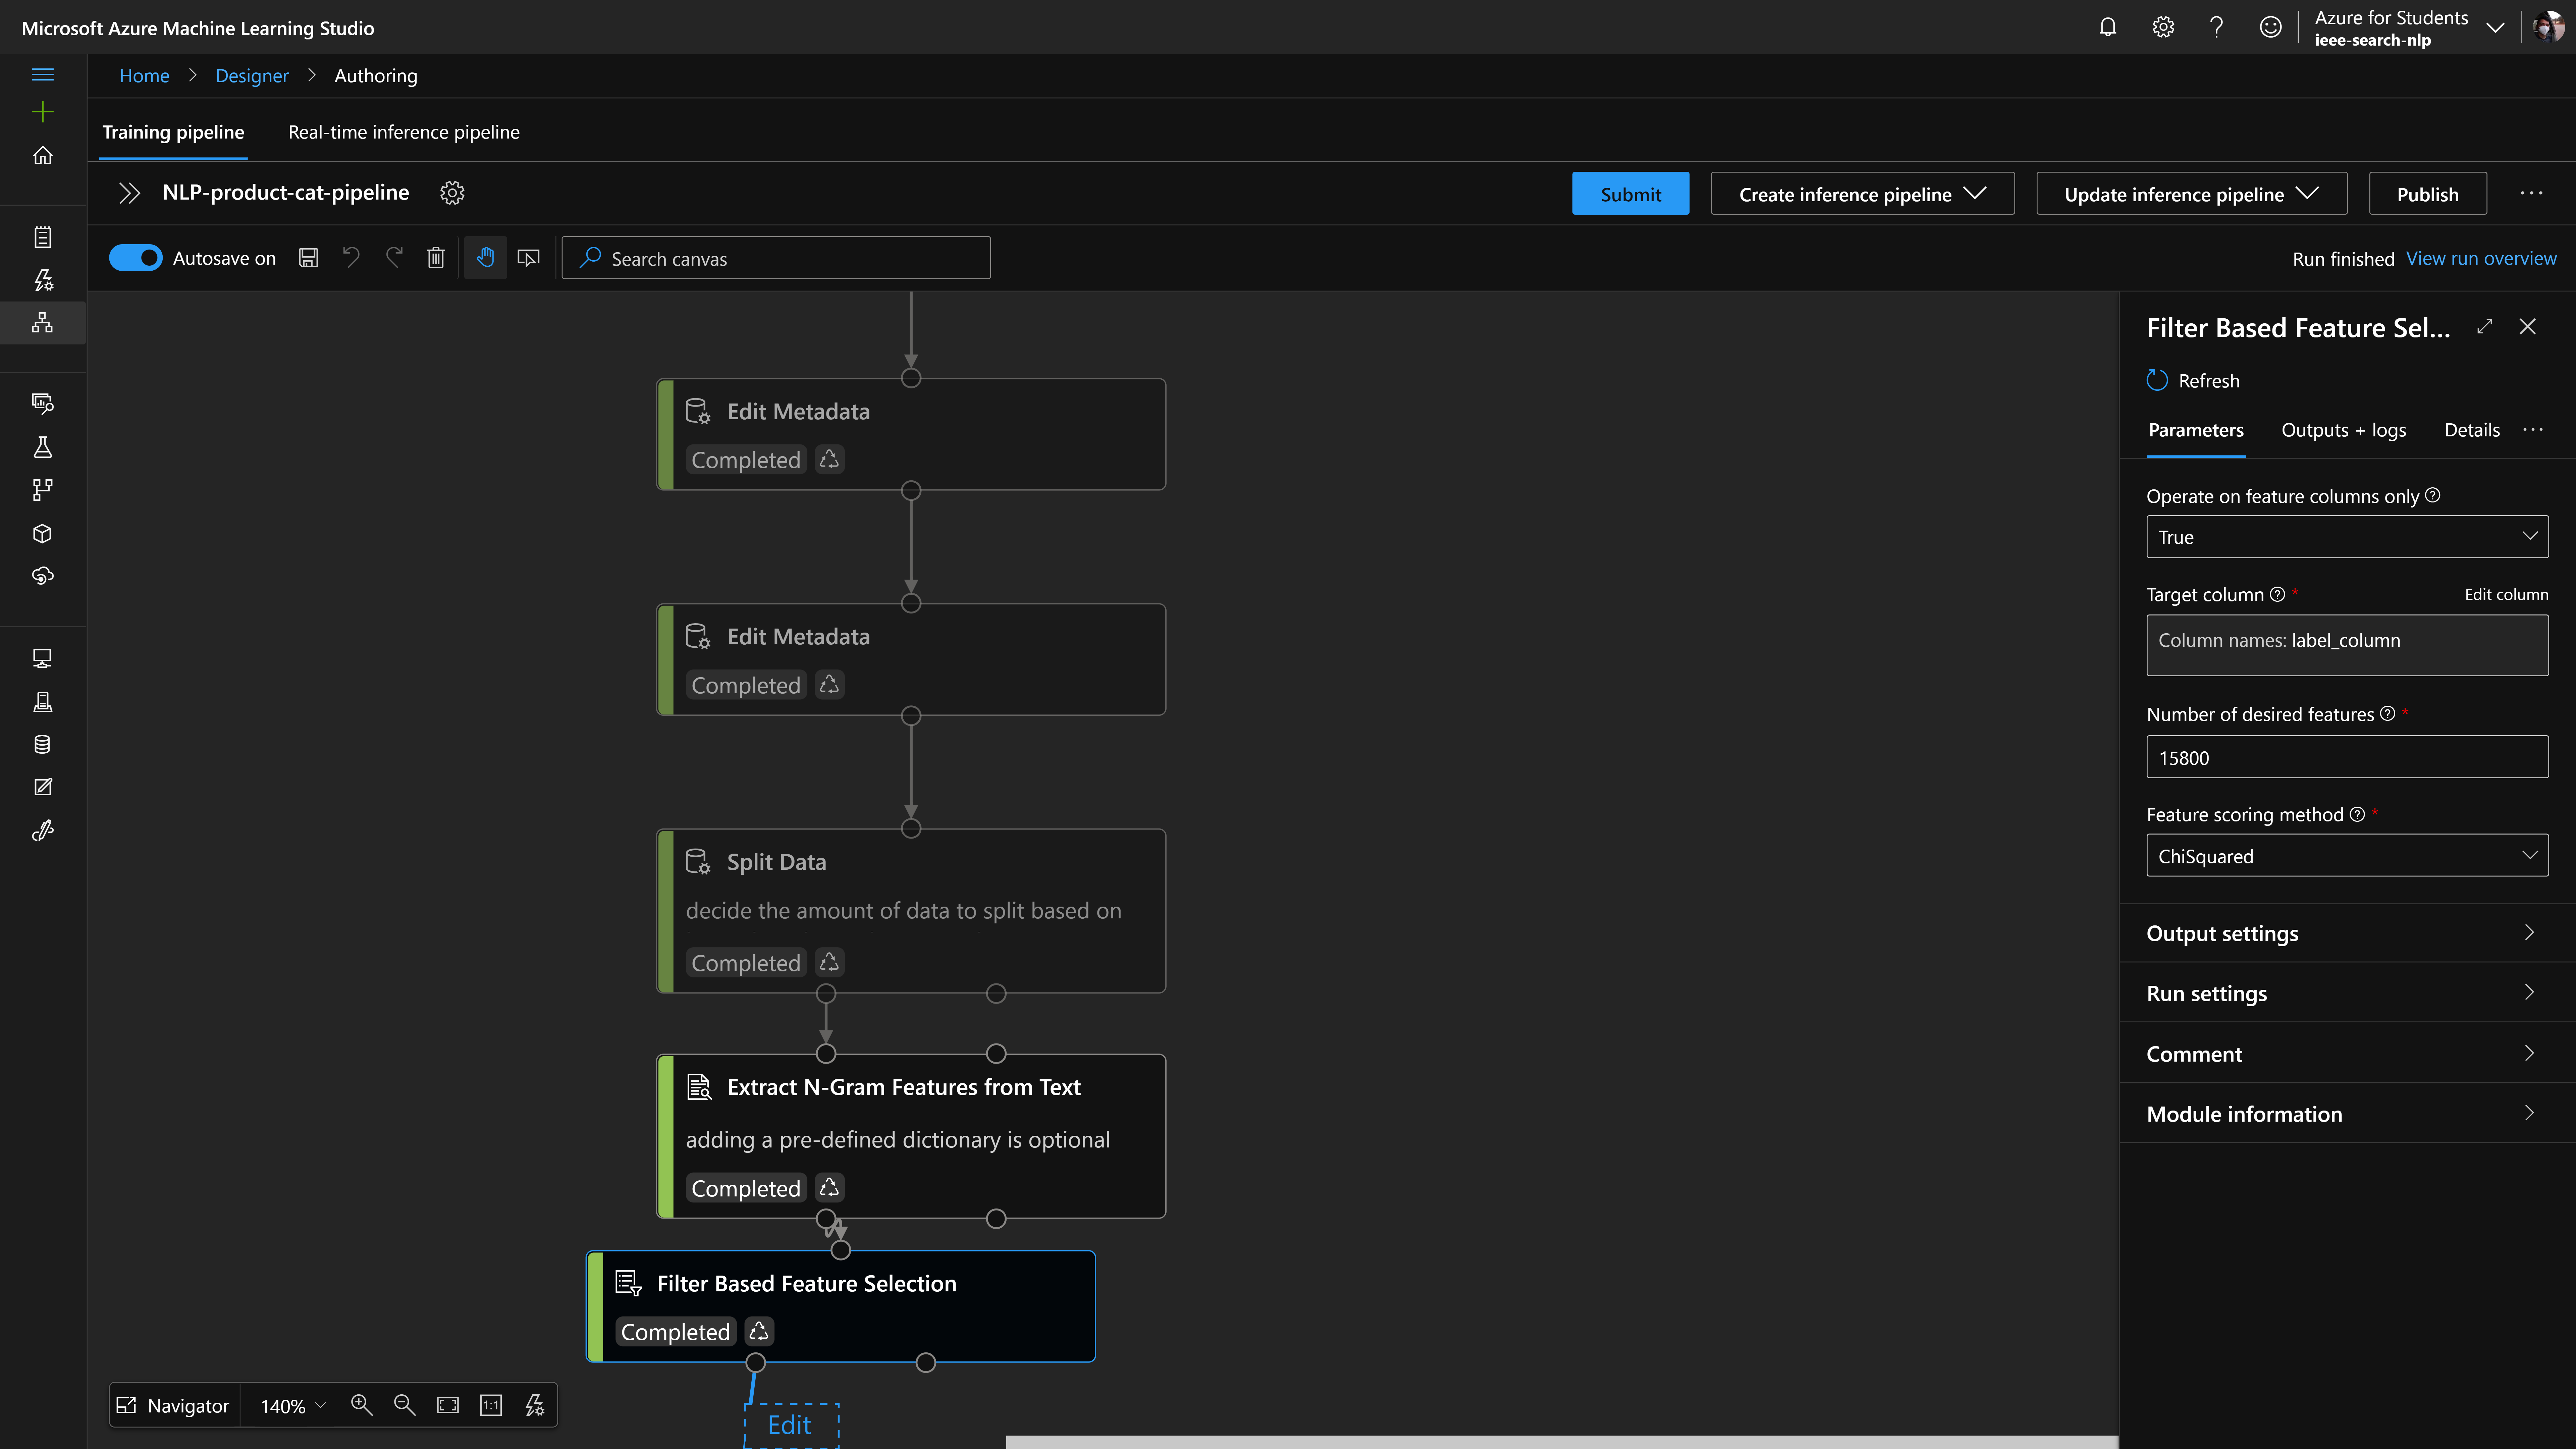 Microsoft Azure Machine Learning Studio
Azure for Students
ieee-search-nlp
Home > Designer > Authoring
Training pipeline Real-time inference pipeline
NLP-product-cat-pipeline
Submit Create inference pipeline Update inference pipeline Publish
Autosave on Search canvas Run finished View run overview
Edit Metadata
Completed
Edit Metadata
Completed
Split Data
decide the amount of data to split based on
Completed
Extract N-Gram Features from Text
adding a pre-defined dictionary is optional
Completed
Filter Based Feature Selection
Completed
Edit
Navigator 140% 1:1
Filter Based Feature Sel...
Refresh
Parameters Outputs + logs Details
Operate on feature columns only
True
Target column * Edit column
Column names: label_column
Number of desired features *
15800
Feature scoring method *
ChiSquared
Output settings
Run settings
Comment
Module information